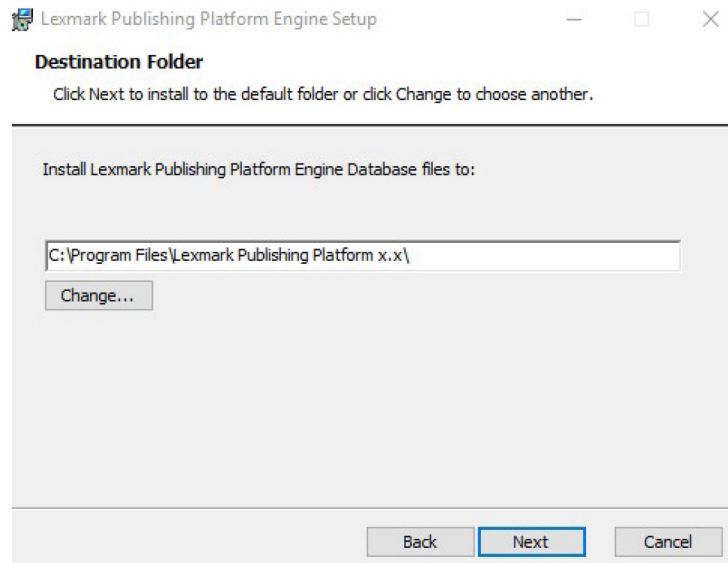 Lexmark Publishing Platform Engine Setup
Destination Folder
Click Next to install to the default folder or click Change to choose another.
Install Lexmark Publishing Platform Engine Database files to:
C:\Program Files\Lexmark Publishing Platform x.x\
Change...
Back Next Cancel